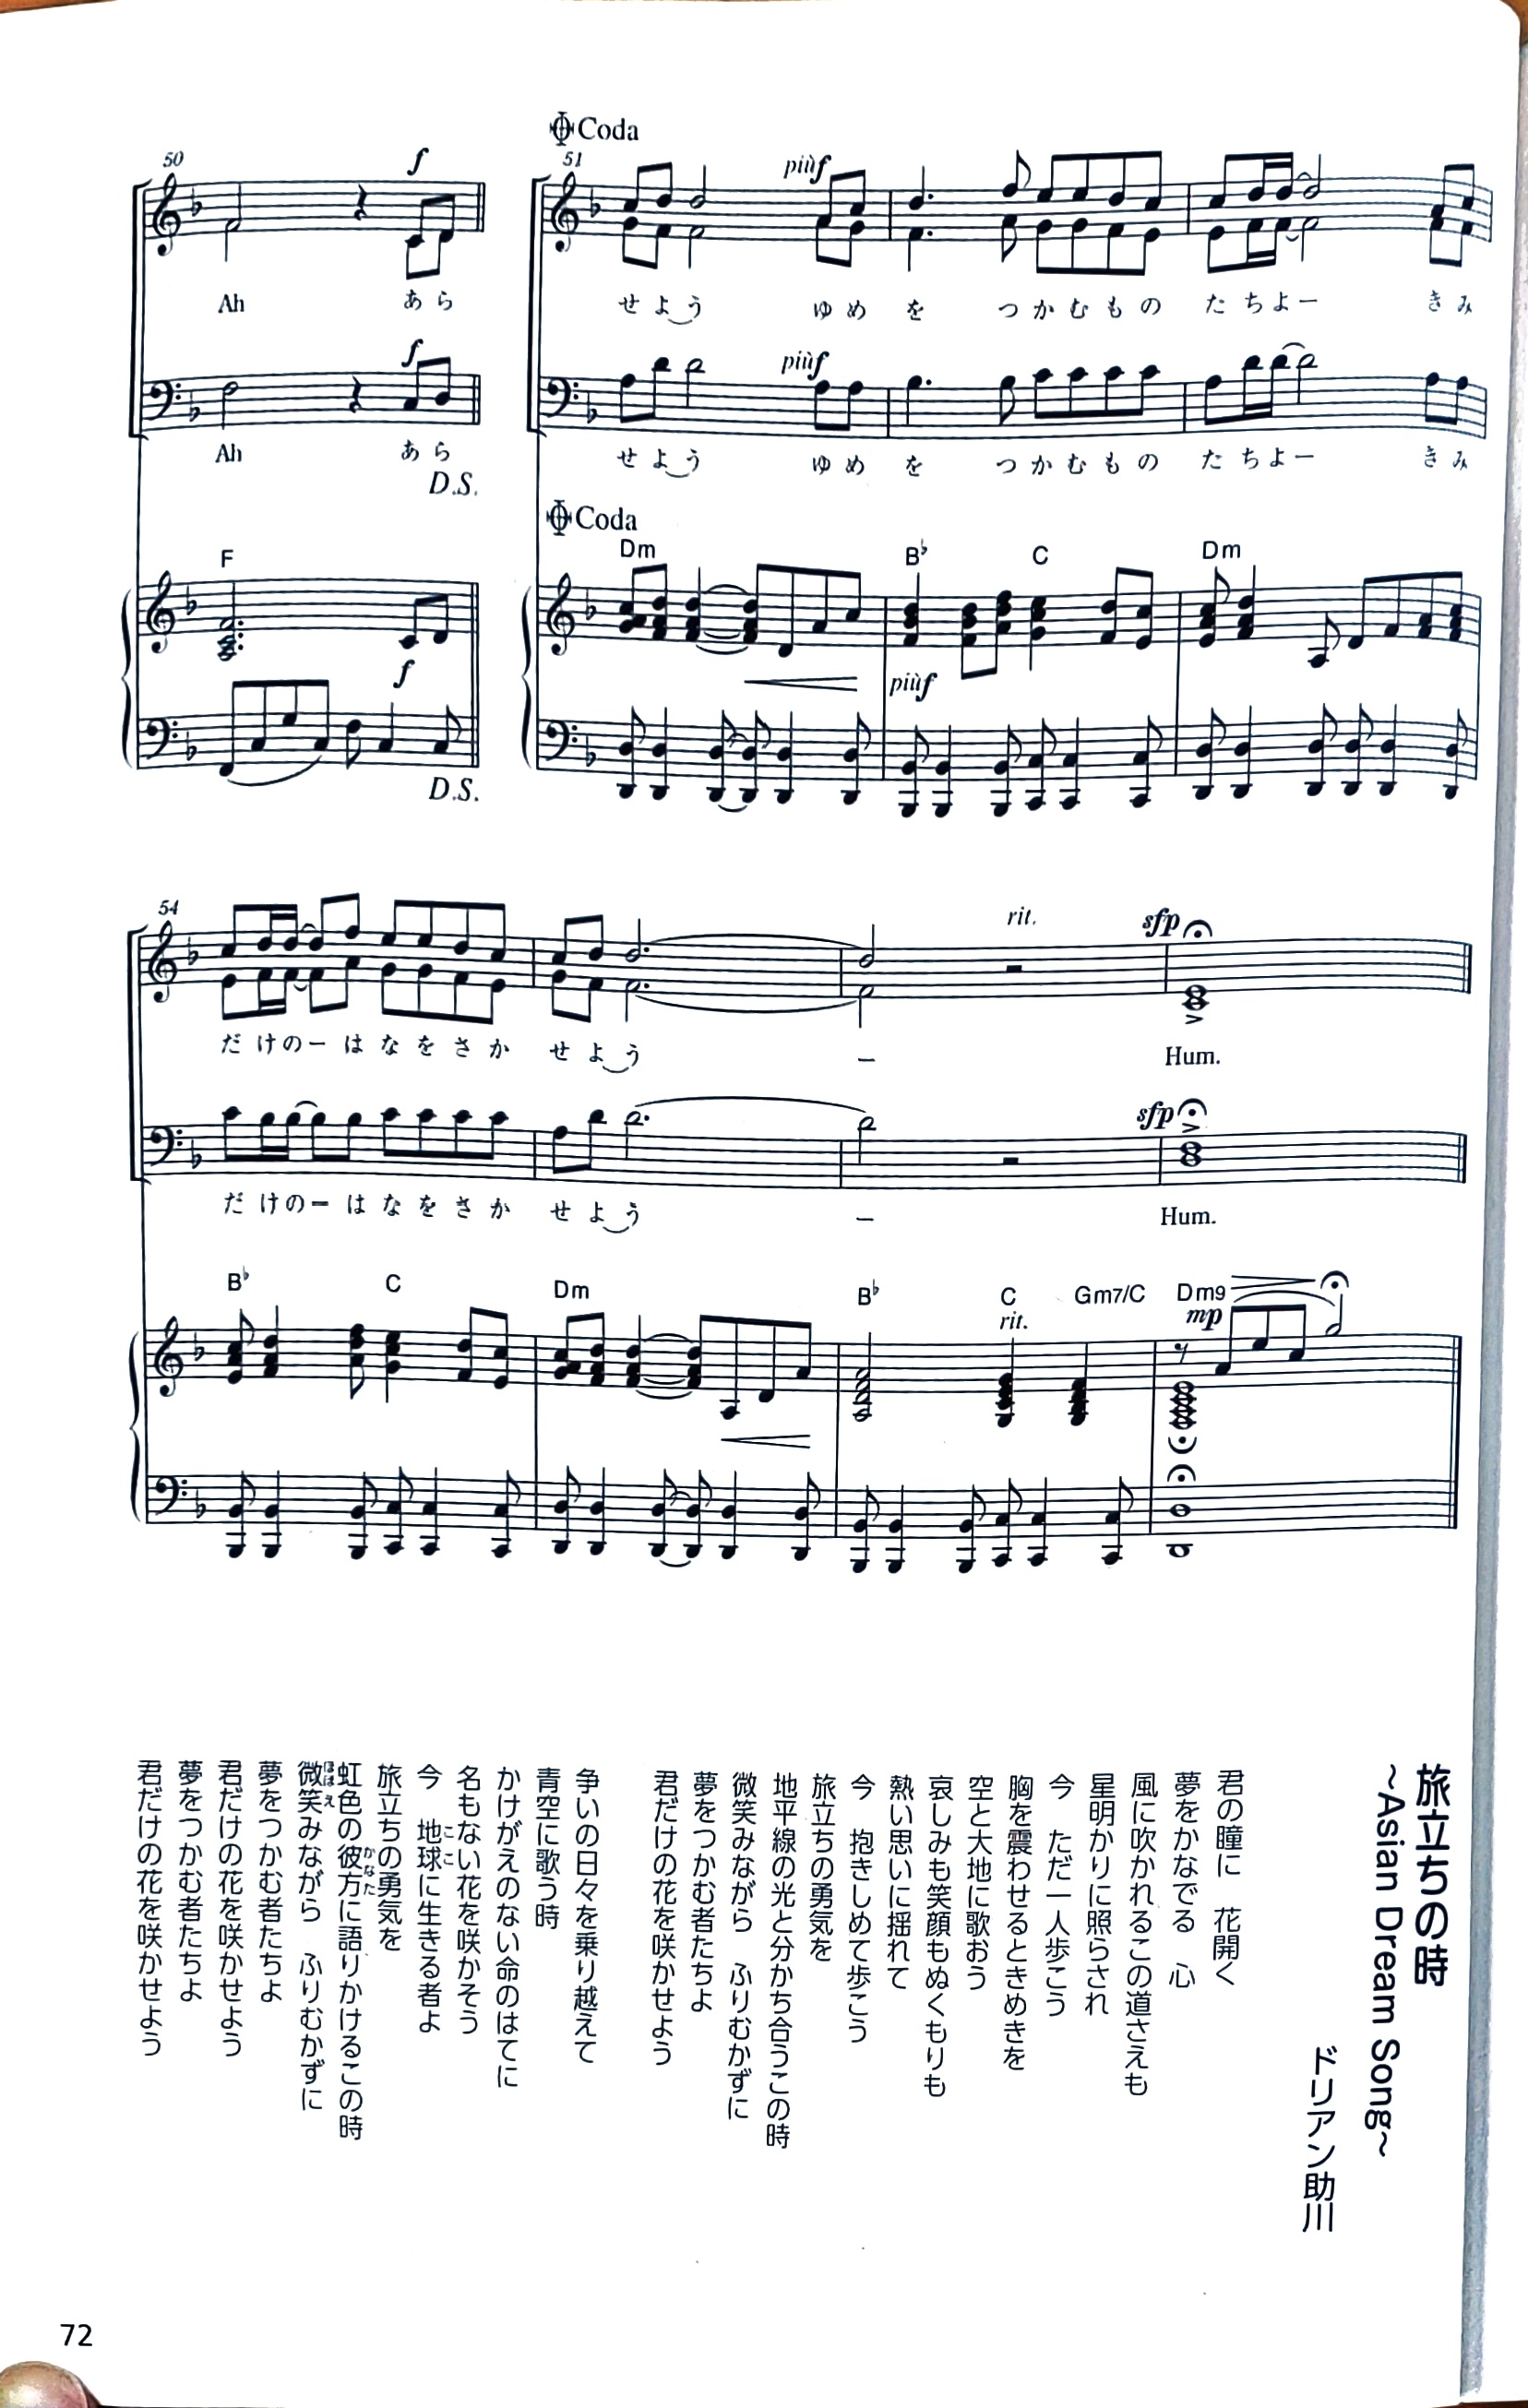 Coda
50
f
51
più f
Ah あら
せよう ゆめ を つかむもの たちよー きみ
f
più f
Ah あら
せよう ゆめ を つかむもの たちよー きみ
D.S.
Coda
F
Dm B♭ C Dm
f
più f
D.S.
54
rit.
sfp
だけのーはなをさか せよう ー Hum.
sfp
だけのーはなをさか せよう ー Hum.
B♭ C Dm B♭ C Gm7/C Dm9
rit.
mp
旅立ちの時
~Asian Dream Song~
ドリアン助川
君の瞳に 花開く
夢をかなでる 心
風に吹かれるこの道さえも
星明かりに照らされ
今 ただ一人歩こう
胸を震わせるときめきを
空と大地に歌おう
哀しみも笑顔もぬくもりも
熱い思いに揺れて
今 抱きしめて歩こう
旅立ちの勇気を
地平線の光と分かち合うこの時
微笑みながら ふりむかずに
夢をつかむ者たちよ
君だけの花を咲かせよう
争いの日々を乗り越えて
青空に歌う時
かけがえのない命のはてに
名もない花を咲かそう
今 地球に生きる者よ
ここ
旅立ちの勇気を
虹色の彼方に語りかけるこの時
かなた
微笑みながら ふりむかずに
ほほえ
夢をつかむ者たちよ
君だけの花を咲かせよう
夢をつかむ者たちよ
君だけの花を咲かせよう
72